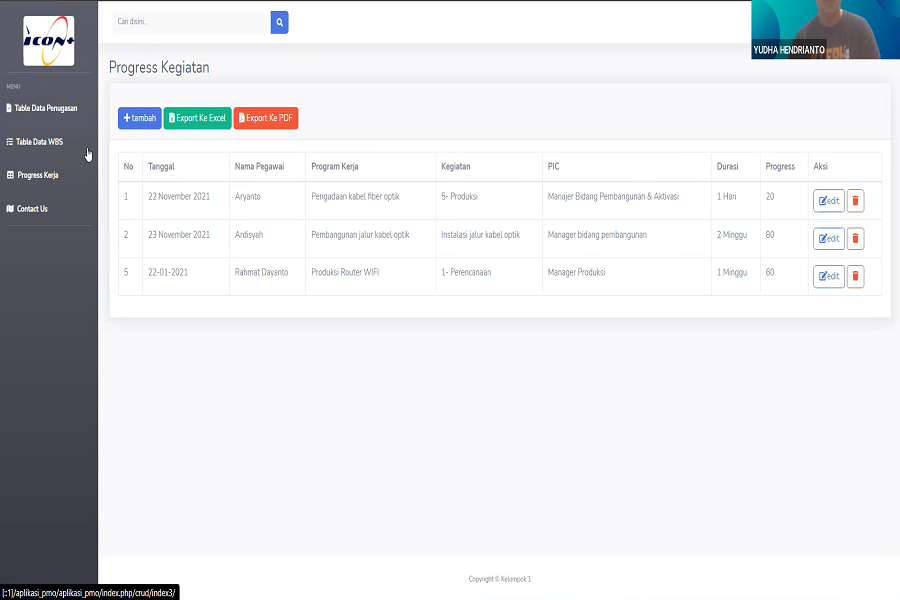 icon+
Cari disini...
YUDHA HENDRIANTO
MENU
Table Data Penugasan
Table Data WBS
Progress Kerja
Contact Us
Progress Kegiatan
+ tambah Export Ke Excel Export Ke PDF
No Tanggal Nama Pegawai Program Kerja Kegiatan PIC Durasi Progress Aksi
1 22 November 2021 Aryanto Pengadaan kabel fiber optik 5- Produksi Manajer Bidang Pembangunan & Aktivasi 1 Hari 20 edit
2 23 November 2021 Ardisyah Pembangunan jalur kabel optik Instalasi jalur kabel optik Manager bidang pembangunan 2 Minggu 80 edit
5 22-01-2021 Rahmat Dayanto Produksi Router WIFI 1- Perencanaan Manager Produksi 1 Minggu 60 edit
Copyright © Kelompok 1
[:1]/aplikasi_pmo/aplikasi_pmo/index.php/crud/index3/